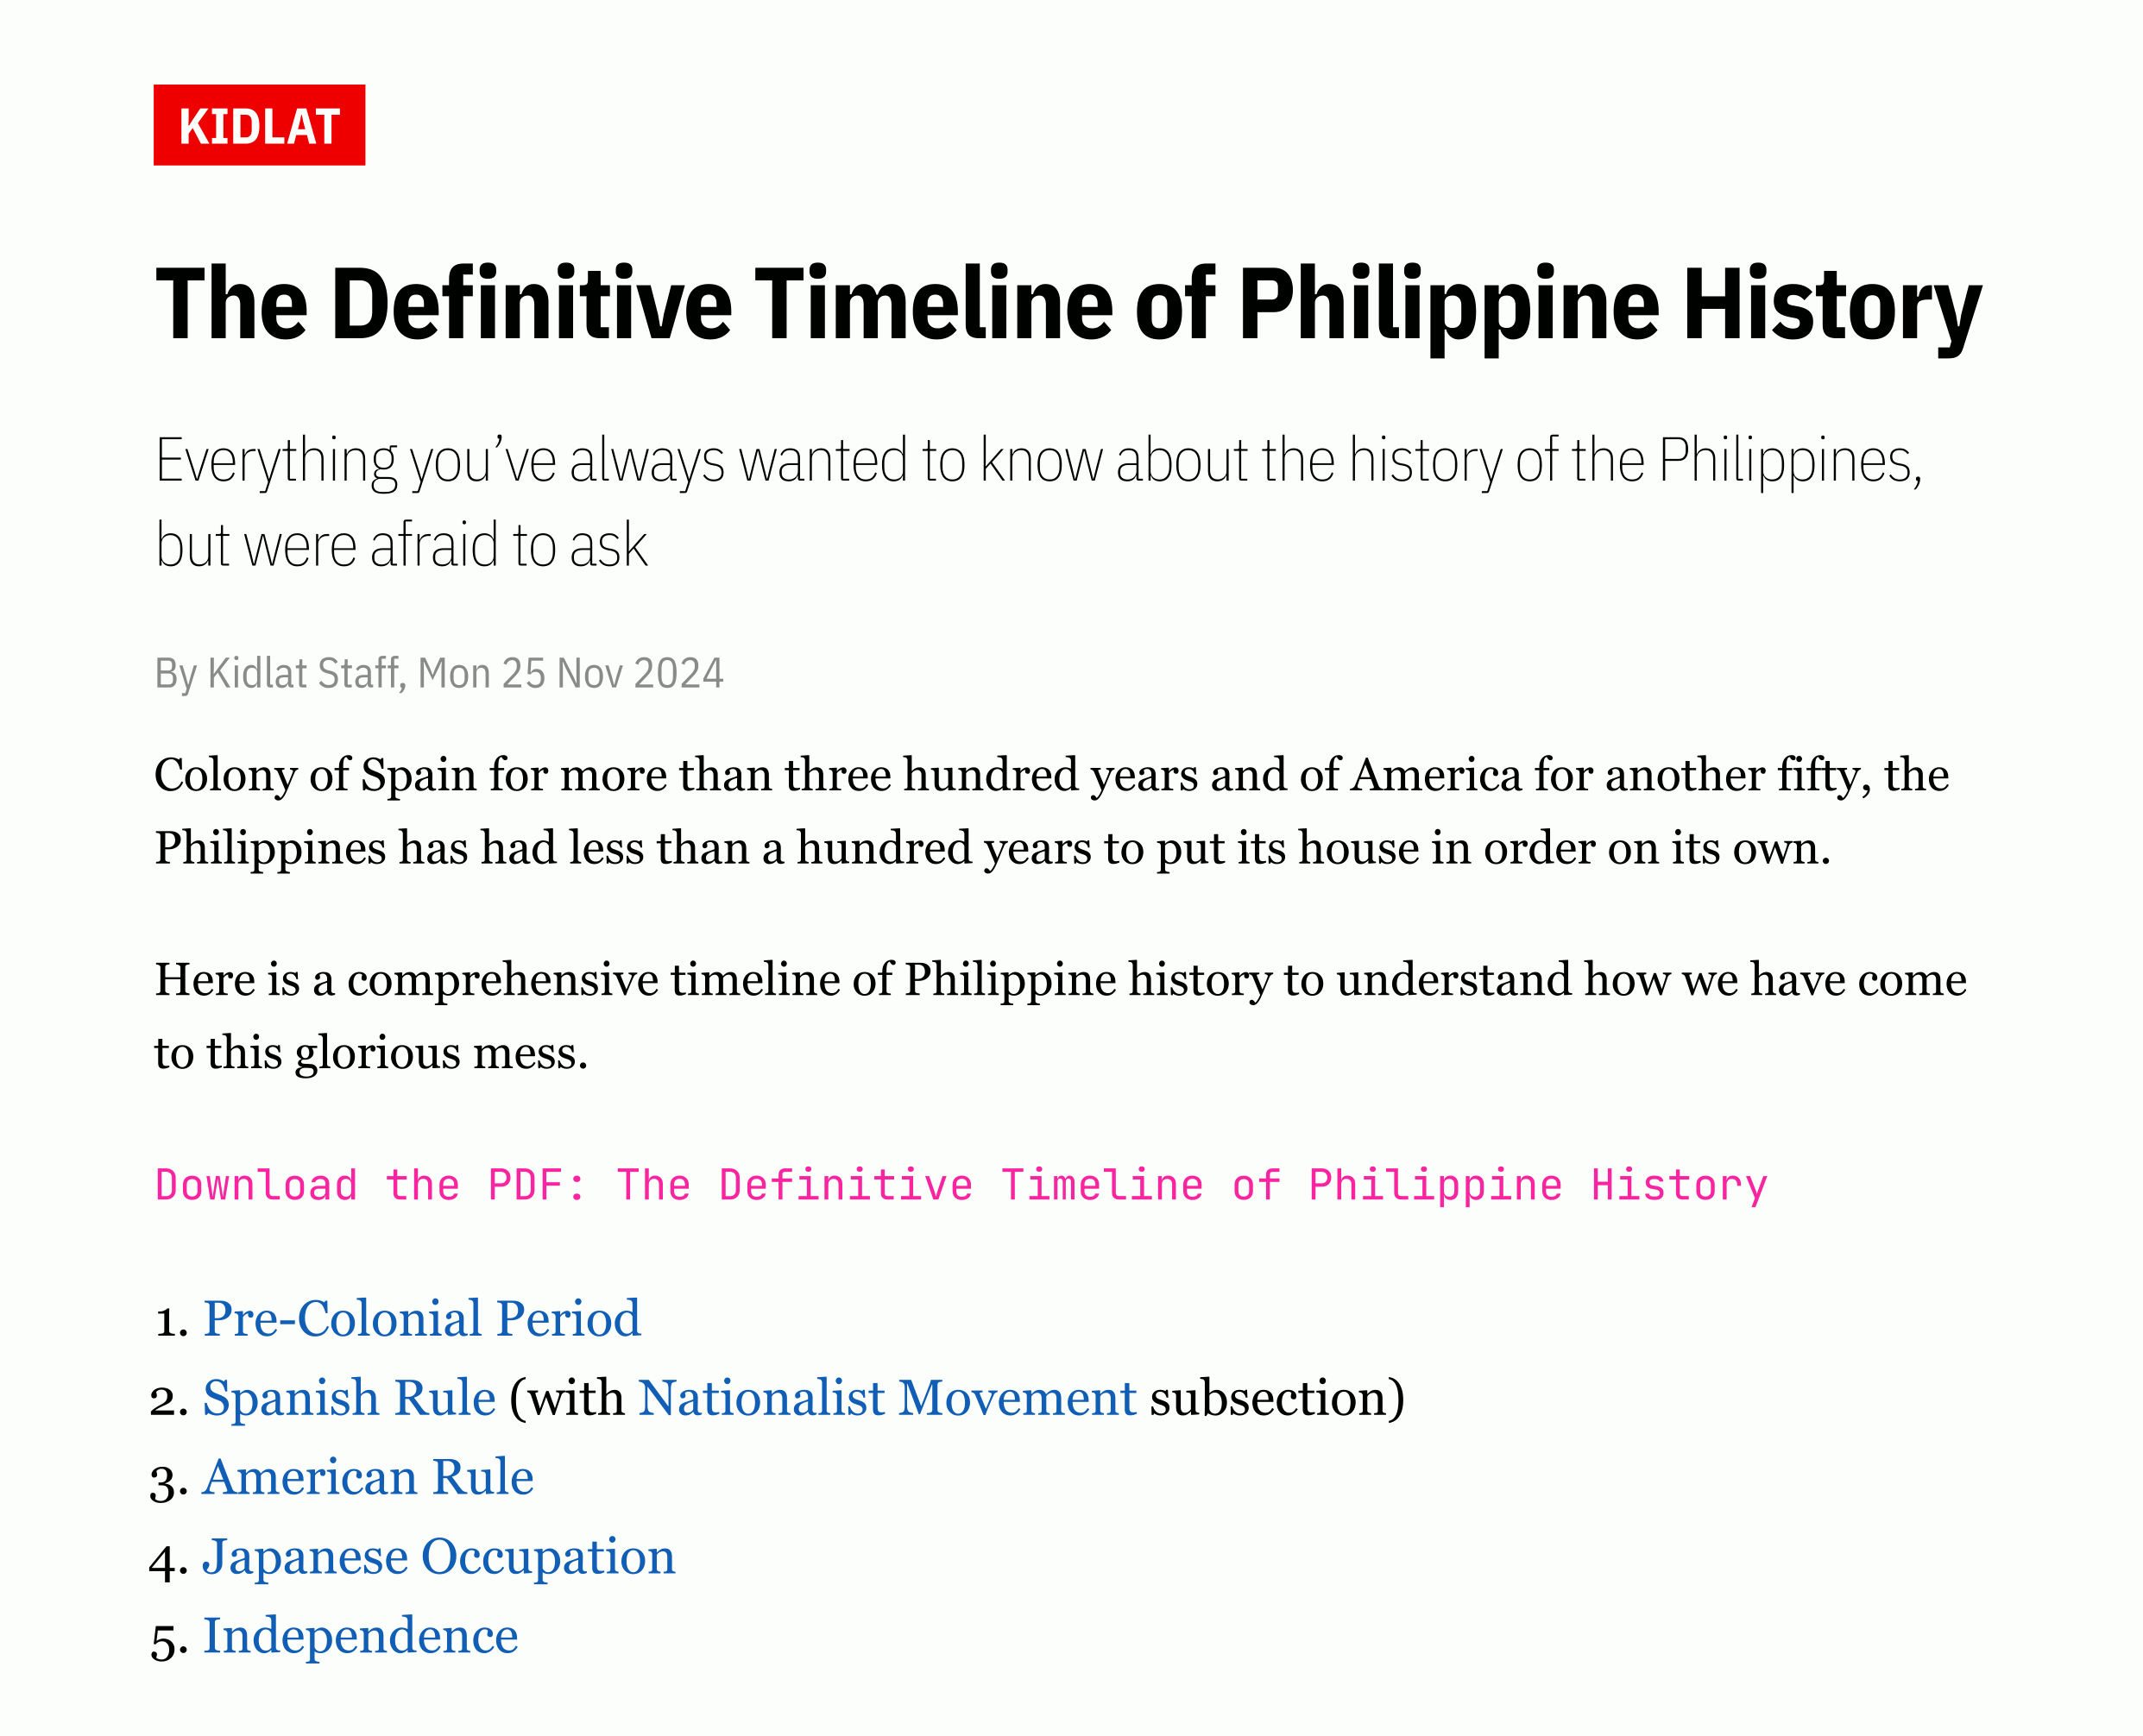 KIDLAT
The Definitive Timeline of Philippine History
Everything you’ve always wanted to know about the history of the Philippines,
but were afraid to ask
By Kidlat Staff, Mon 25 Nov 2024
Colony of Spain for more than three hundred years and of America for another fifty, the
Philippines has had less than a hundred years to put its house in order on its own.
Here is a comprehensive timeline of Philippine history to understand how we have come
to this glorious mess.
Download the PDF: The Definitive Timeline of Philippine History
1. Pre-Colonial Period
2. Spanish Rule (with Nationalist Movement subsection)
3. American Rule
4. Japanese Occupation
5. Independence